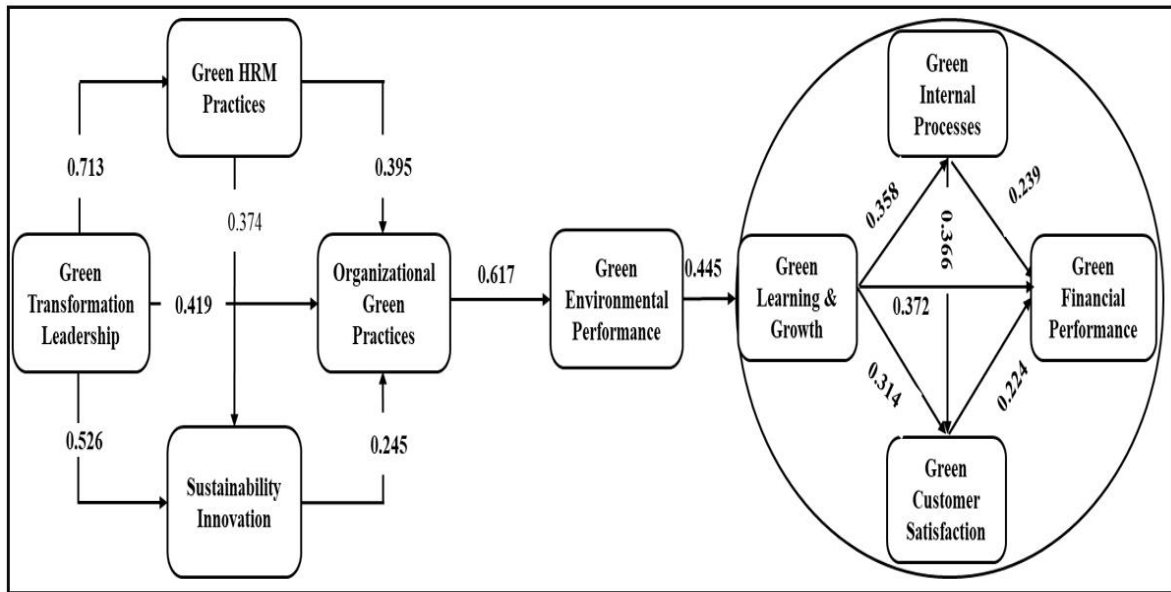 Green HRM
Practices
0.713
0.395
0.374
Green
Transformation
Leadership
0.419
Organizational
Green
Practices
0.526
0.245
Sustainability
Innovation
0.617
Green
Environmental
Performance
0.445
Green
Internal
Processes
0.358
0.239
0.366
Green
Learning &
Growth
0.372
Green
Financial
Performance
0.314
0.224
Green
Customer
Satisfaction